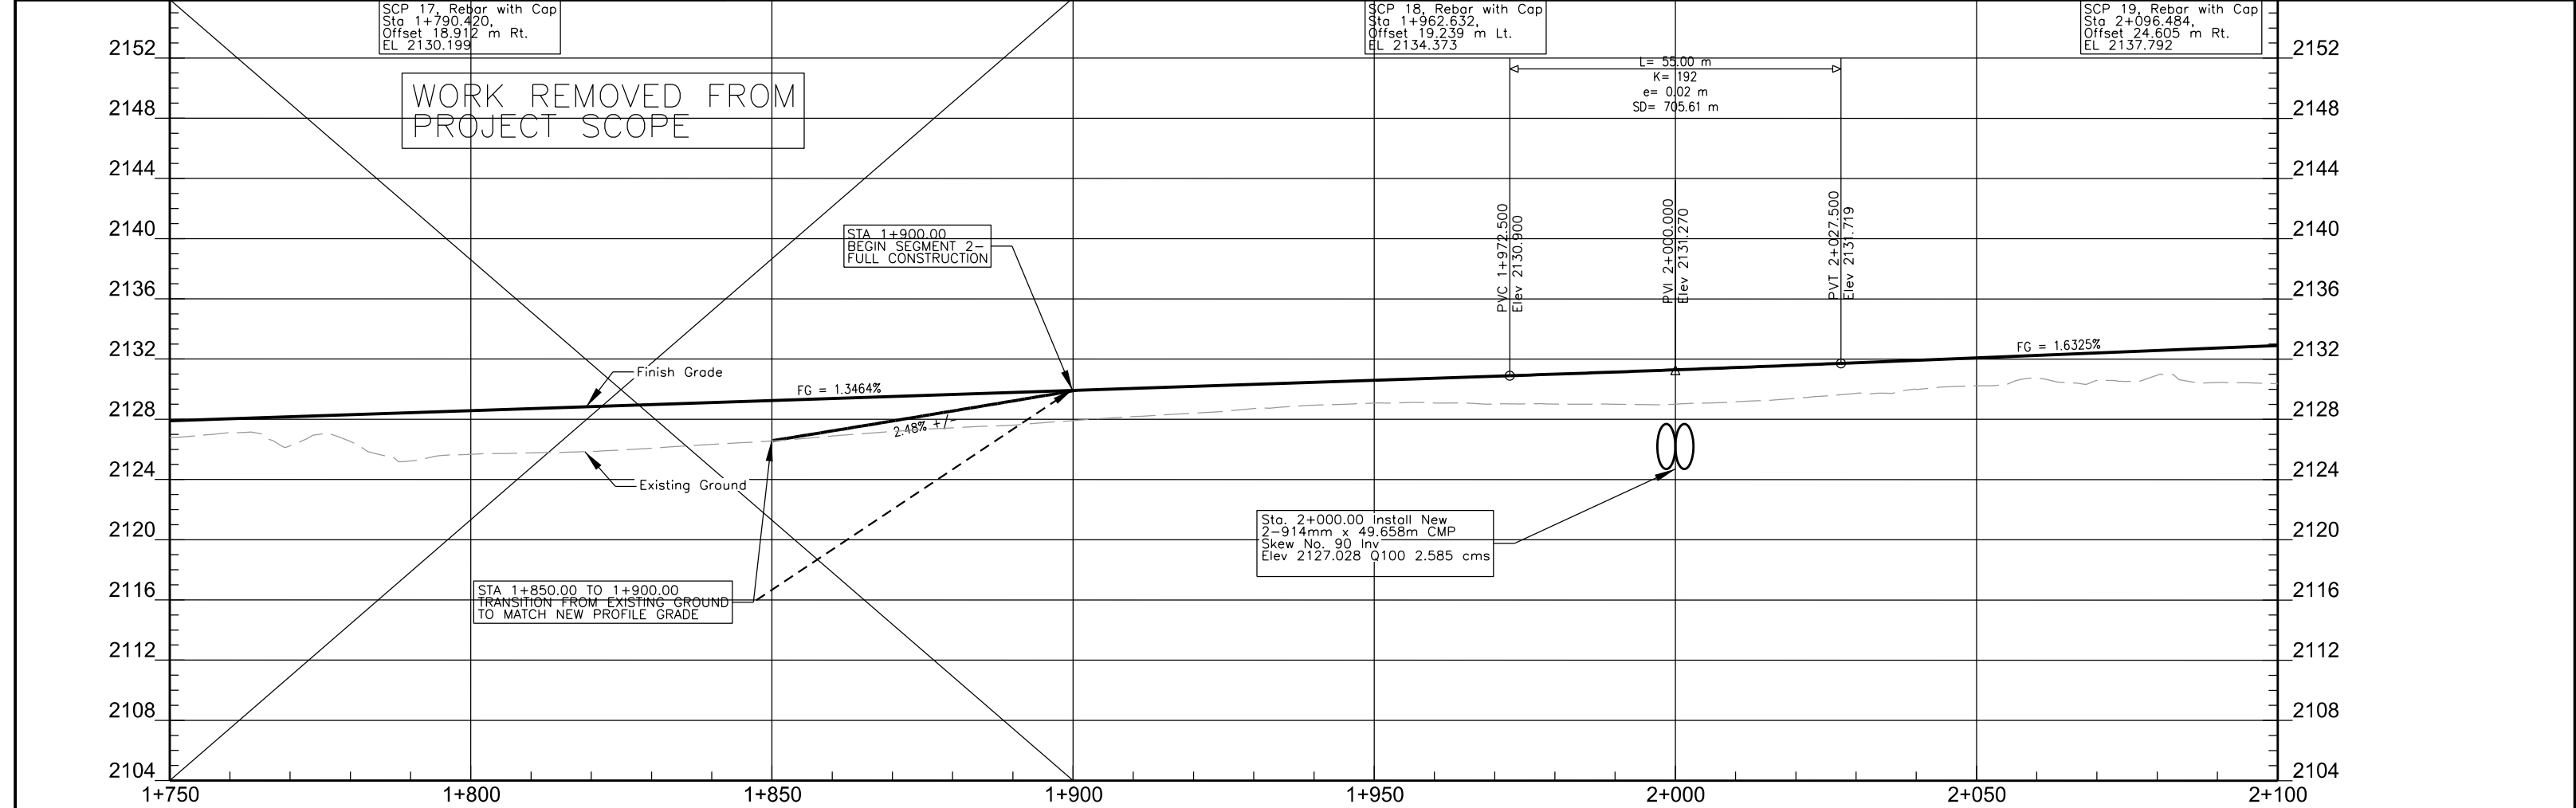 SCP 17, Rebar with Cap
Sta 1+790.420,
Offset 18.912 m Rt.
EL 2130.199
SCP 18, Rebar with Cap
Sta 1+962.632,
Offset 19.239 m Lt.
EL 2134.373
SCP 19, Rebar with Cap
Sta 2+096.484,
Offset 24.605 m Rt.
EL 2137.792
L= 55.00 m
K= 192
e= 0.02 m
SD= 705.61 m
WORK REMOVED FROM
PROJECT SCOPE
STA 1+900.00
BEGIN SEGMENT 2-
FULL CONSTRUCTION
PVC 1+972.500
Elev 2130.900
PVI 2+000.000
Elev 2131.270
PVT 2+027.500
Elev 2131.719
FG = 1.6325%
Finish Grade
FG = 1.3464%
2.48% +/-
Existing Ground
Sta. 2+000.00 Install New
2-914mm x 49.658m CMP
Skew No. 90 Inv
Elev 2127.028 Q100 2.585 cms
STA 1+850.00 TO 1+900.00
TRANSITION FROM EXISTING GROUND
TO MATCH NEW PROFILE GRADE
2152
2148
2144
2140
2136
2132
2128
2124
2120
2116
2112
2108
2104
2152
2148
2144
2140
2136
2132
2128
2124
2120
2116
2112
2108
2104
1+750
1+800
1+850
1+900
1+950
2+000
2+050
2+100